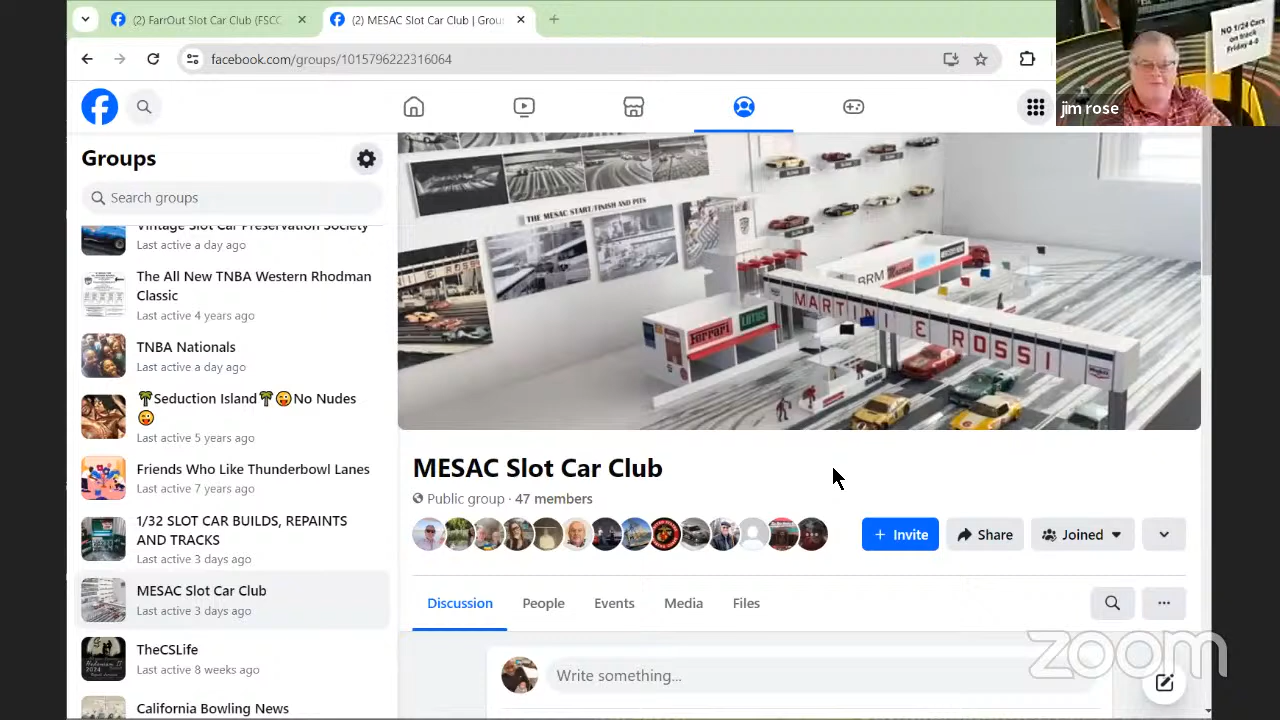 (2) FarrOut Slot Car Club (FSCC
(2) MESAC Slot Car Club | Grou
facebook.com/groups/1015796222316064
NO 1/24 Cars
on track
Friday 4-8
jim rose
Groups
Search groups
Vintage Slot Car Preservation Society
Last active a day ago
The All New TNBA Western Rhodman
Classic
Last active 4 years ago
TNBA Nationals
Last active a day ago
🌴Seduction Island🌴😜No Nudes
😜
Last active 5 years ago
Friends Who Like Thunderbowl Lanes
Last active 7 years ago
1/32 SLOT CAR BUILDS, REPAINTS
AND TRACKS
Last active 3 days ago
MESAC Slot Car Club
Last active 3 days ago
TheCSLife
Last active 8 weeks ago
California Bowling News
THE MESAC START/FINISH AND PITS
MARTINI E ROSSI
BRM
Ferrari
LOTUS
MARTINI E ROSSI
MESAC Slot Car Club
Public group · 47 members
+ Invite
Share
Joined
Discussion
People
Events
Media
Files
Write something...
zoom